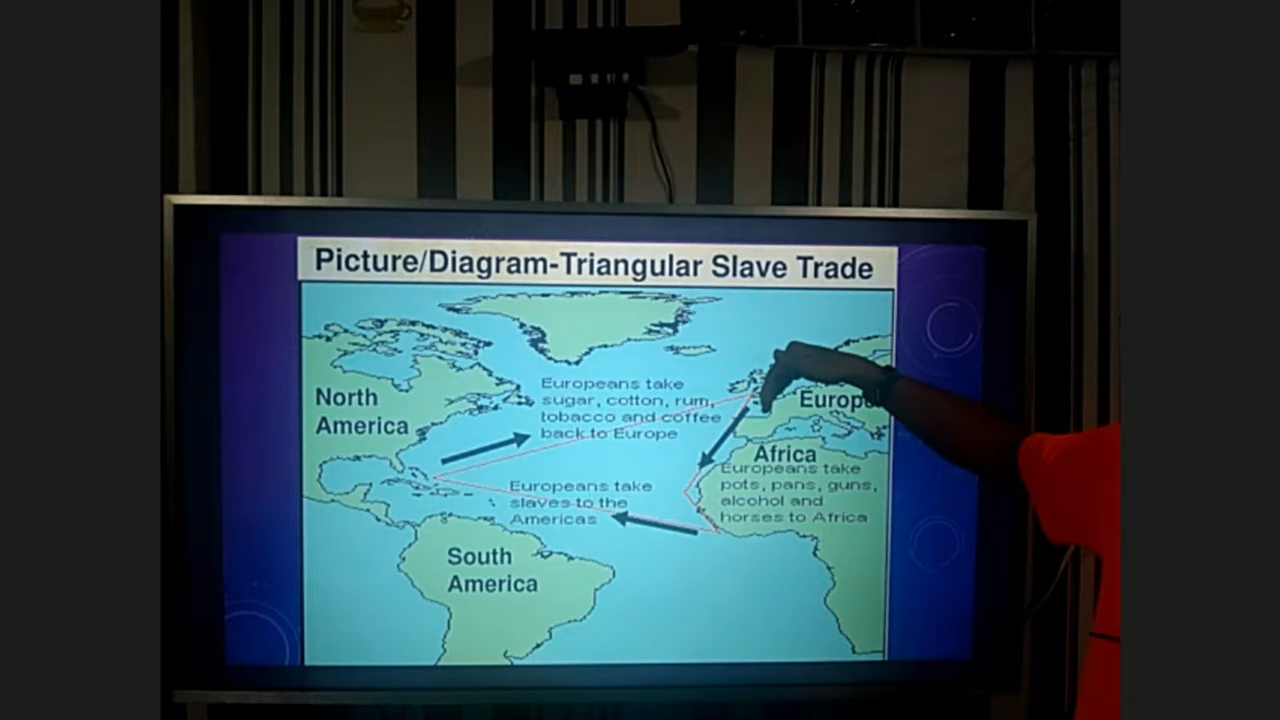 Picture/Diagram-Triangular Slave Trade
Europeans take
sugar, cotton, rum,
tobacco and coffee
back to Europe
North
America
Europe
Africa
Europeans take
pots, pans, guns,
alcohol and
horses to Africa
Europeans take
slaves to the
Americas
South
America